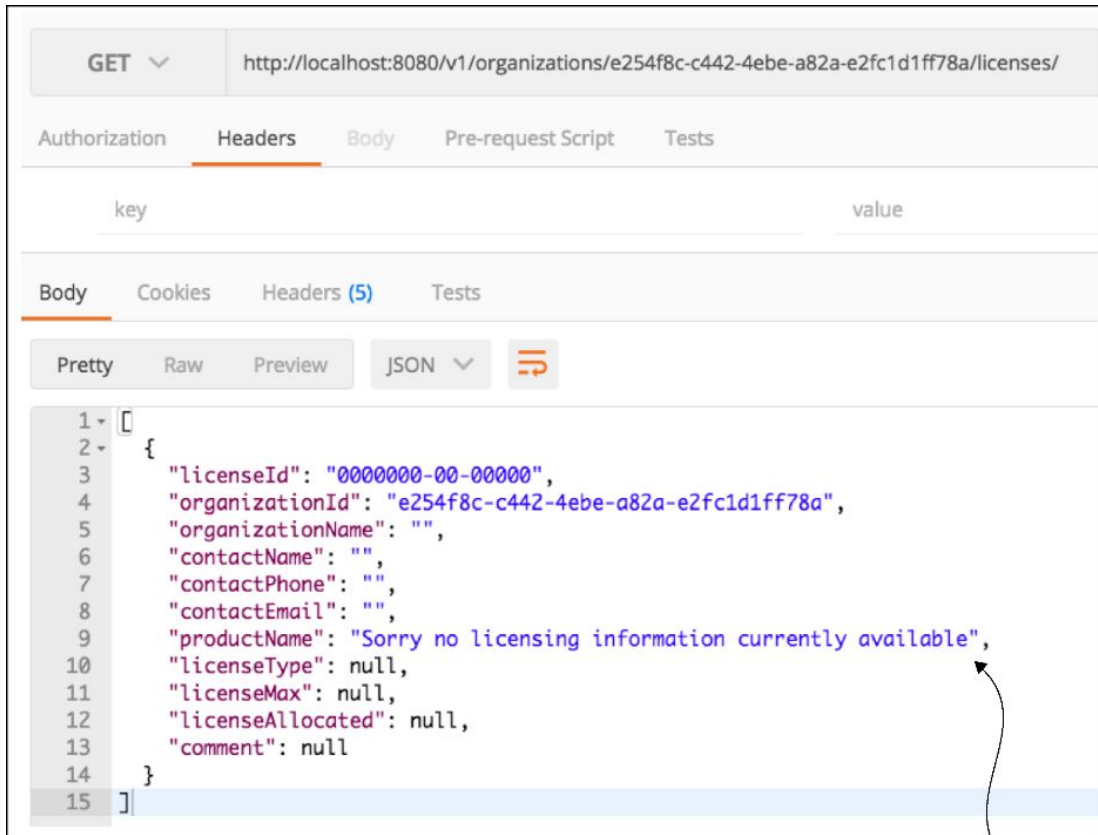 GET http://localhost:8080/v1/organizations/e254f8c-c442-4ebe-a82a-e2fc1d1ff78a/licenses/
Authorization Headers Body Pre-request Script Tests
key value
Body Cookies Headers (5) Tests
Pretty Raw Preview JSON
1 [
2 {
3 "licenseId": "0000000-00-00000",
4 "organizationId": "e254f8c-c442-4ebe-a82a-e2fc1d1ff78a",
5 "organizationName": "",
6 "contactName": "",
7 "contactPhone": "",
8 "contactEmail": "",
9 "productName": "Sorry no licensing information currently available",
10 "licenseType": null,
11 "licenseMax": null,
12 "licenseAllocated": null,
13 "comment": null
14 }
15 ]